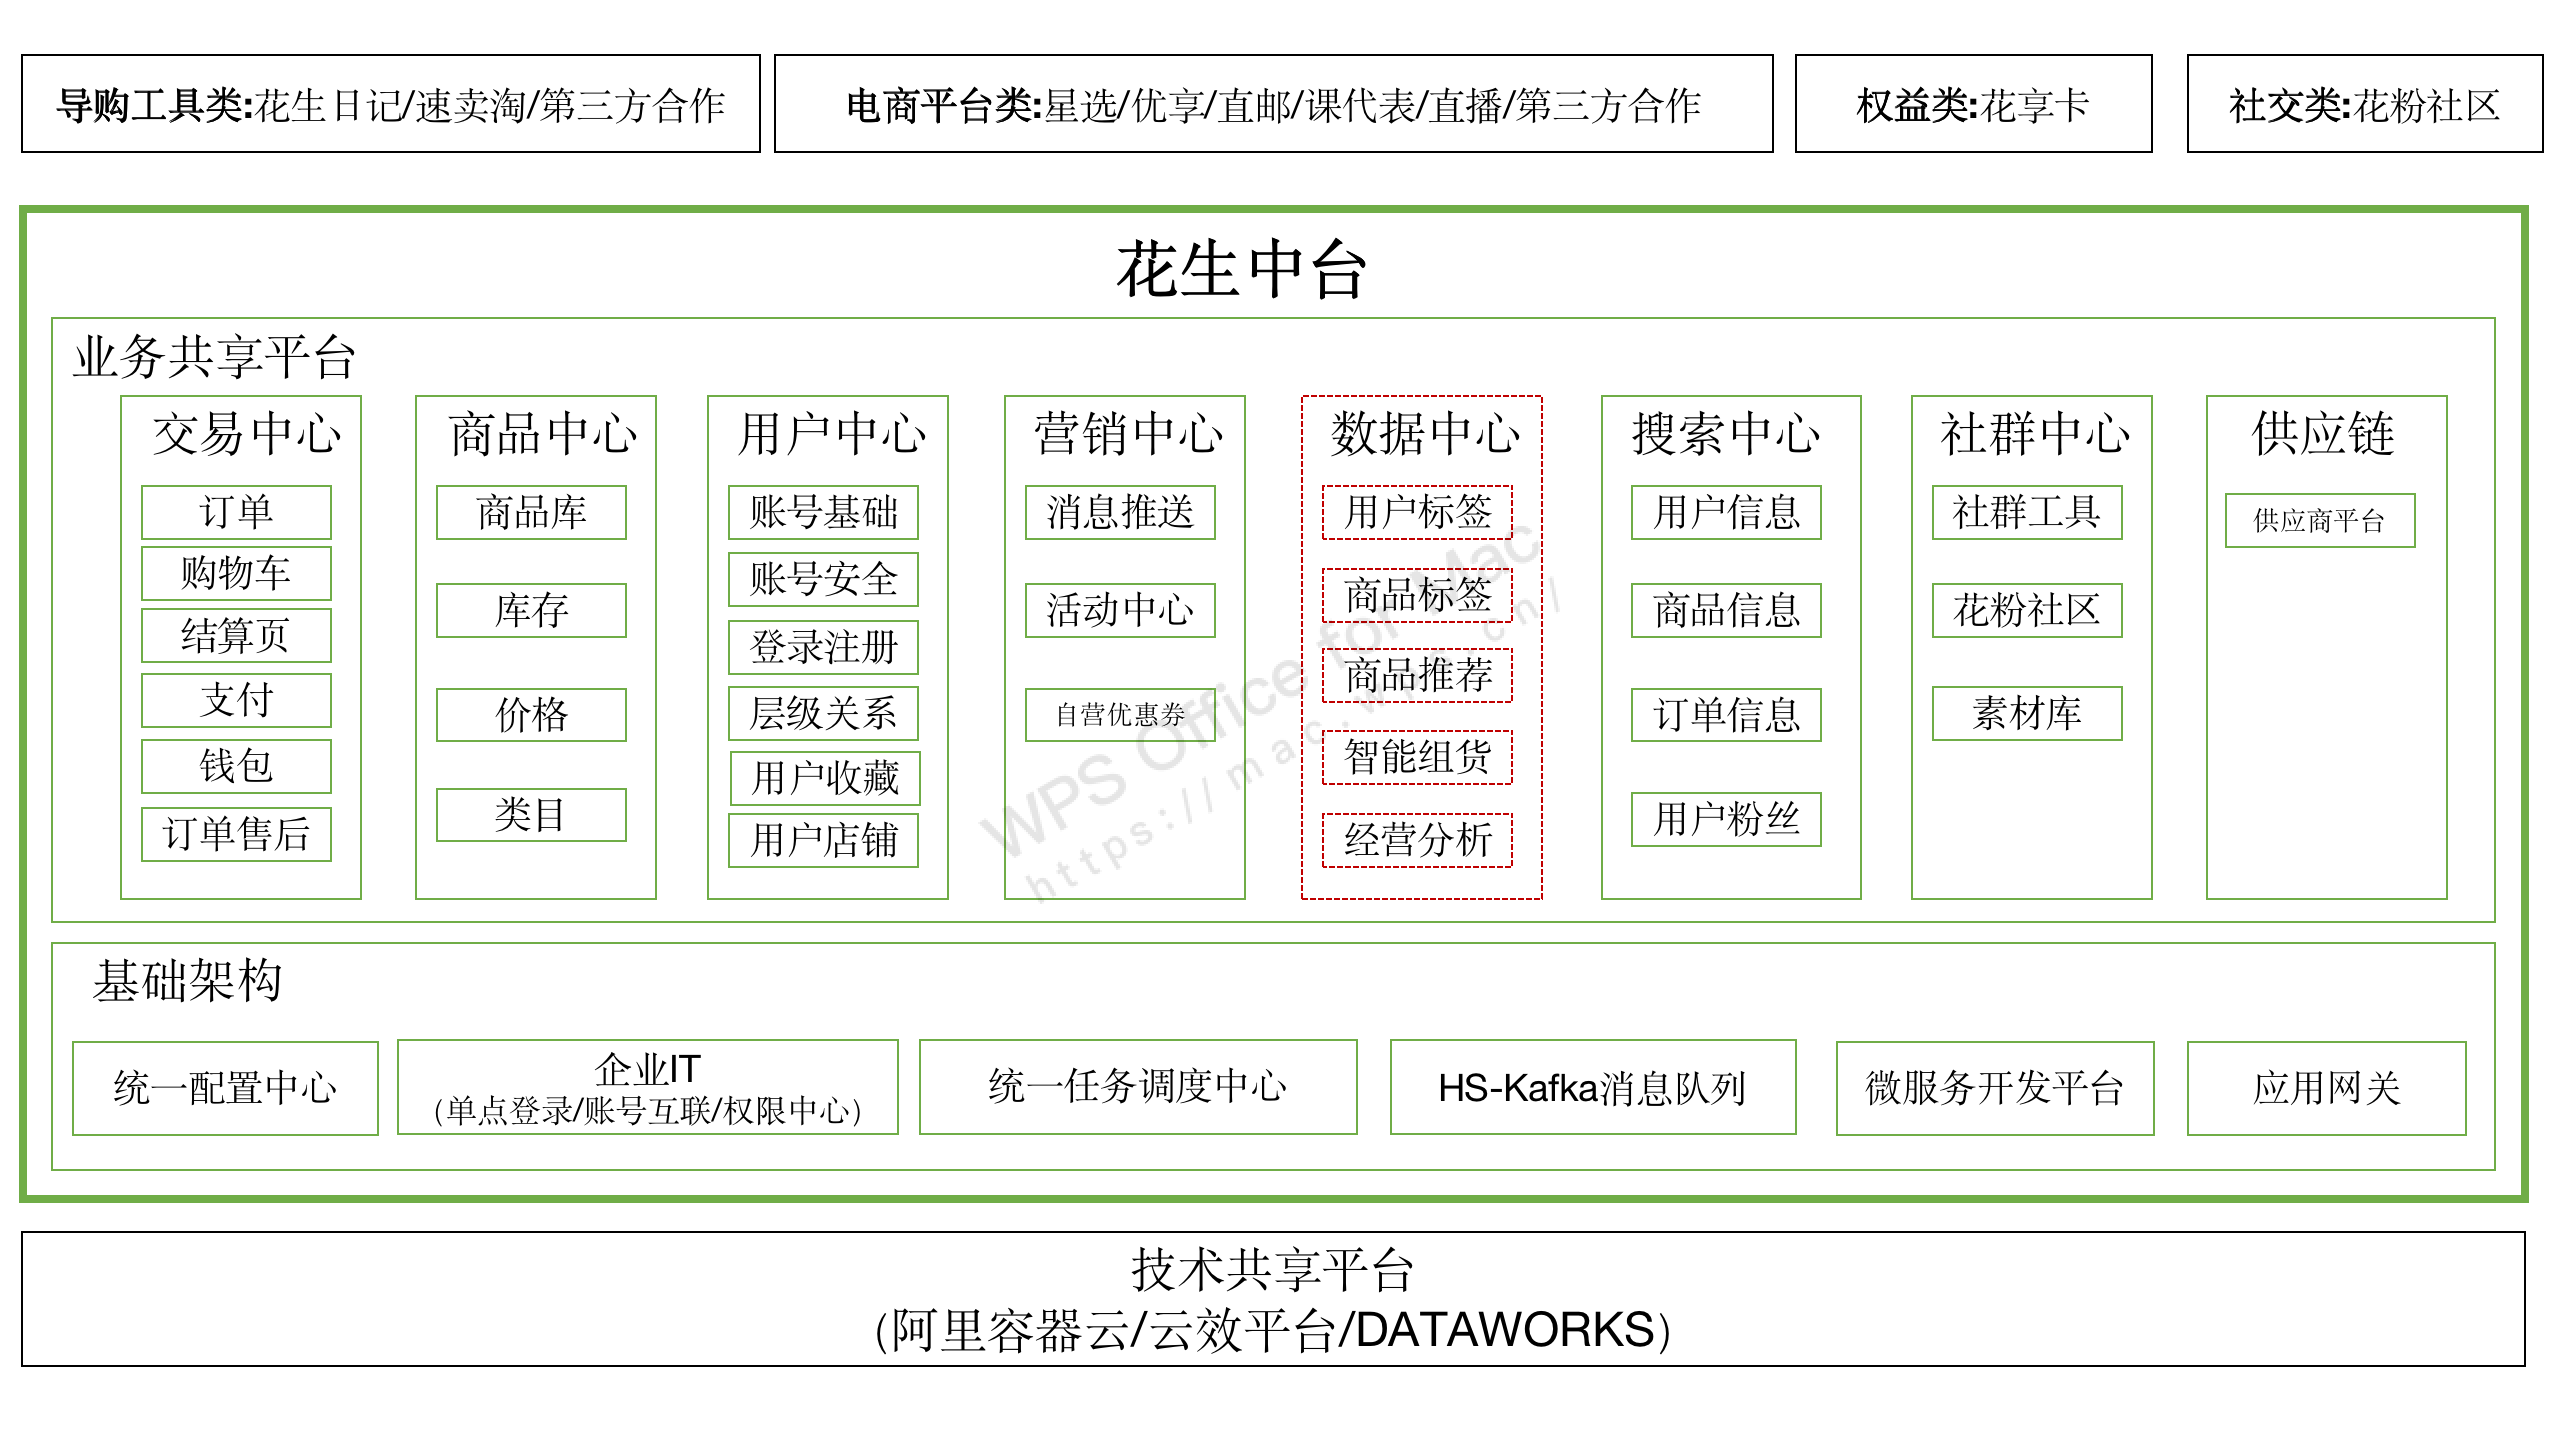 导购工具类:花生日记/速卖淘/第三方合作
电商平台类:星选/优享/直邮/课代表/直播/第三方合作
权益类:花享卡
社交类:花粉社区
花生中台
业务共享平台
交易中心
订单
购物车
结算页
支付
钱包
订单售后
商品中心
商品库
库存
价格
类目
用户中心
账号基础
账号安全
登录注册
层级关系
用户收藏
用户店铺
营销中心
消息推送
活动中心
自营优惠券
数据中心
用户标签
商品标签
商品推荐
智能组货
经营分析
搜索中心
用户信息
商品信息
订单信息
用户粉丝
社群中心
社群工具
花粉社区
素材库
供应链
供应商平台
WPS Office for Mac
https://mac.wps.cn/
基础架构
统一配置中心
企业IT
（单点登录/账号互联/权限中心）
统一任务调度中心
HS-Kafka消息队列
微服务开发平台
应用网关
技术共享平台
（阿里容器云/云效平台/DATAWORKS）